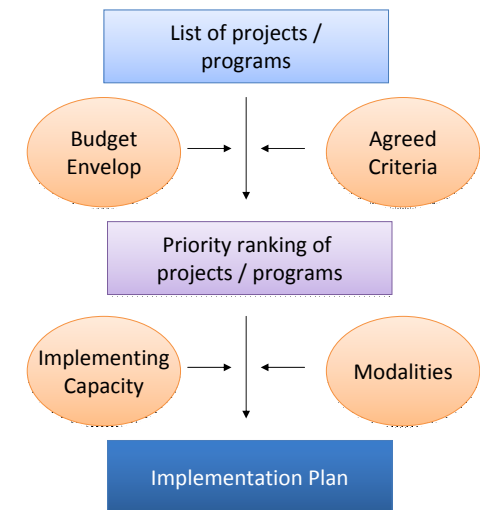 List of projects /
programs
Budget
Envelop
Agreed
Criteria
Priority ranking of
projects / programs
Implementing
Capacity
Modalities
Implementation Plan